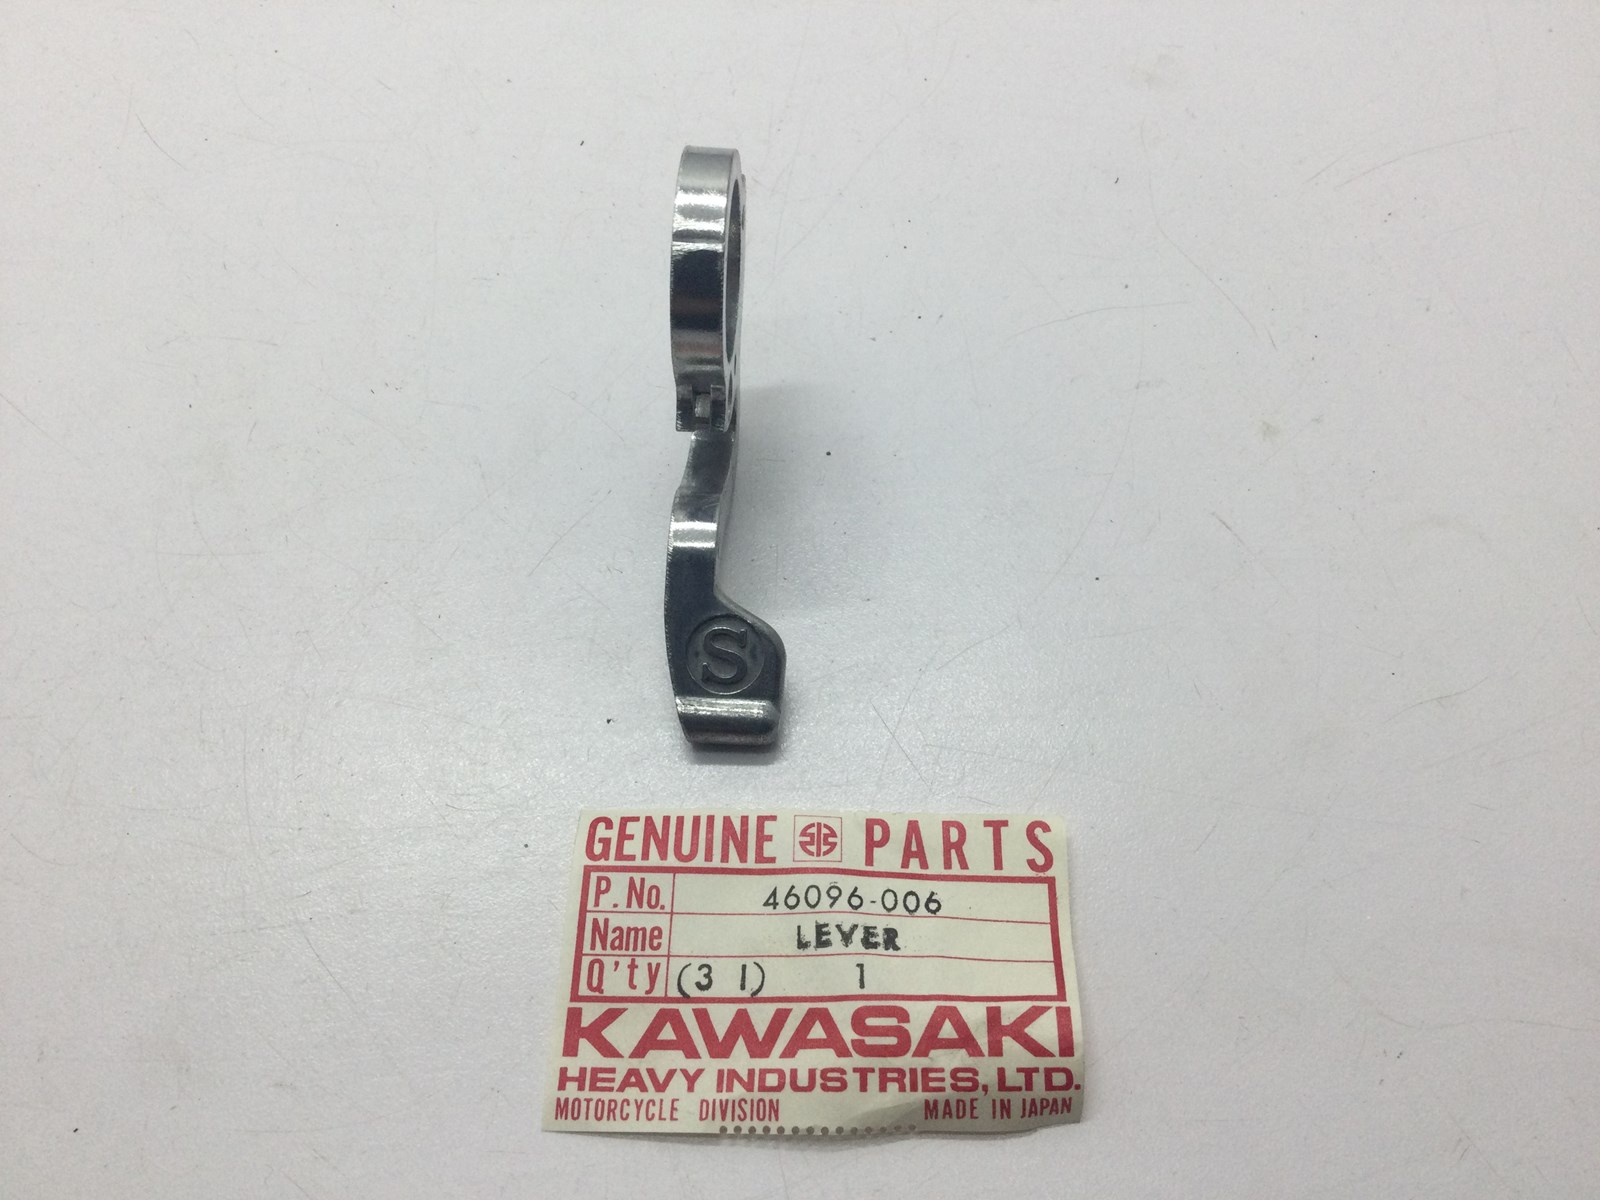 S
GENUINE PARTS
P. No. 46096-006
Name LEVER
Q'ty (3 1) 1
KAWASAKI
HEAVY INDUSTRIES, LTD.
MOTORCYCLE DIVISION MADE IN JAPAN